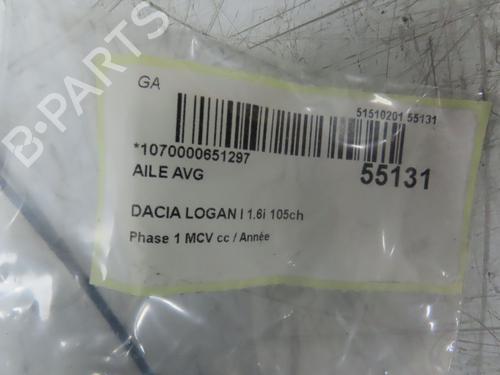 GA
51510201 55131
*1070000651297
AILE AVG
55131
DACIA LOGAN I 1.6i 105ch
Phase 1 MCV cc / Année
B-PARTS